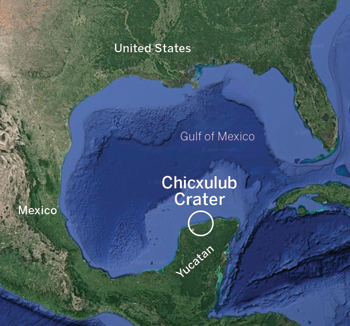 United States
Gulf of Mexico
Chicxulub
Crater
Mexico
Yucatan